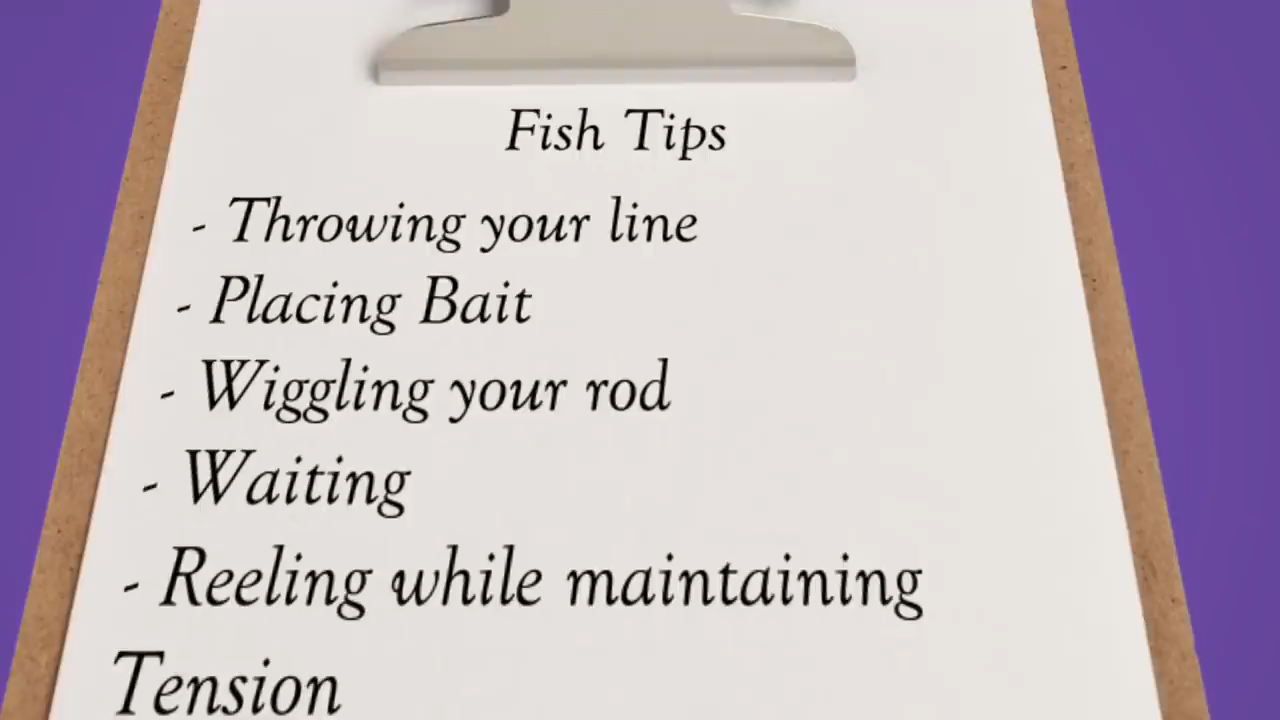 Fish Tips
- Throwing your line
- Placing Bait
- Wiggling your rod
- Waiting
- Reeling while maintaining
Tension